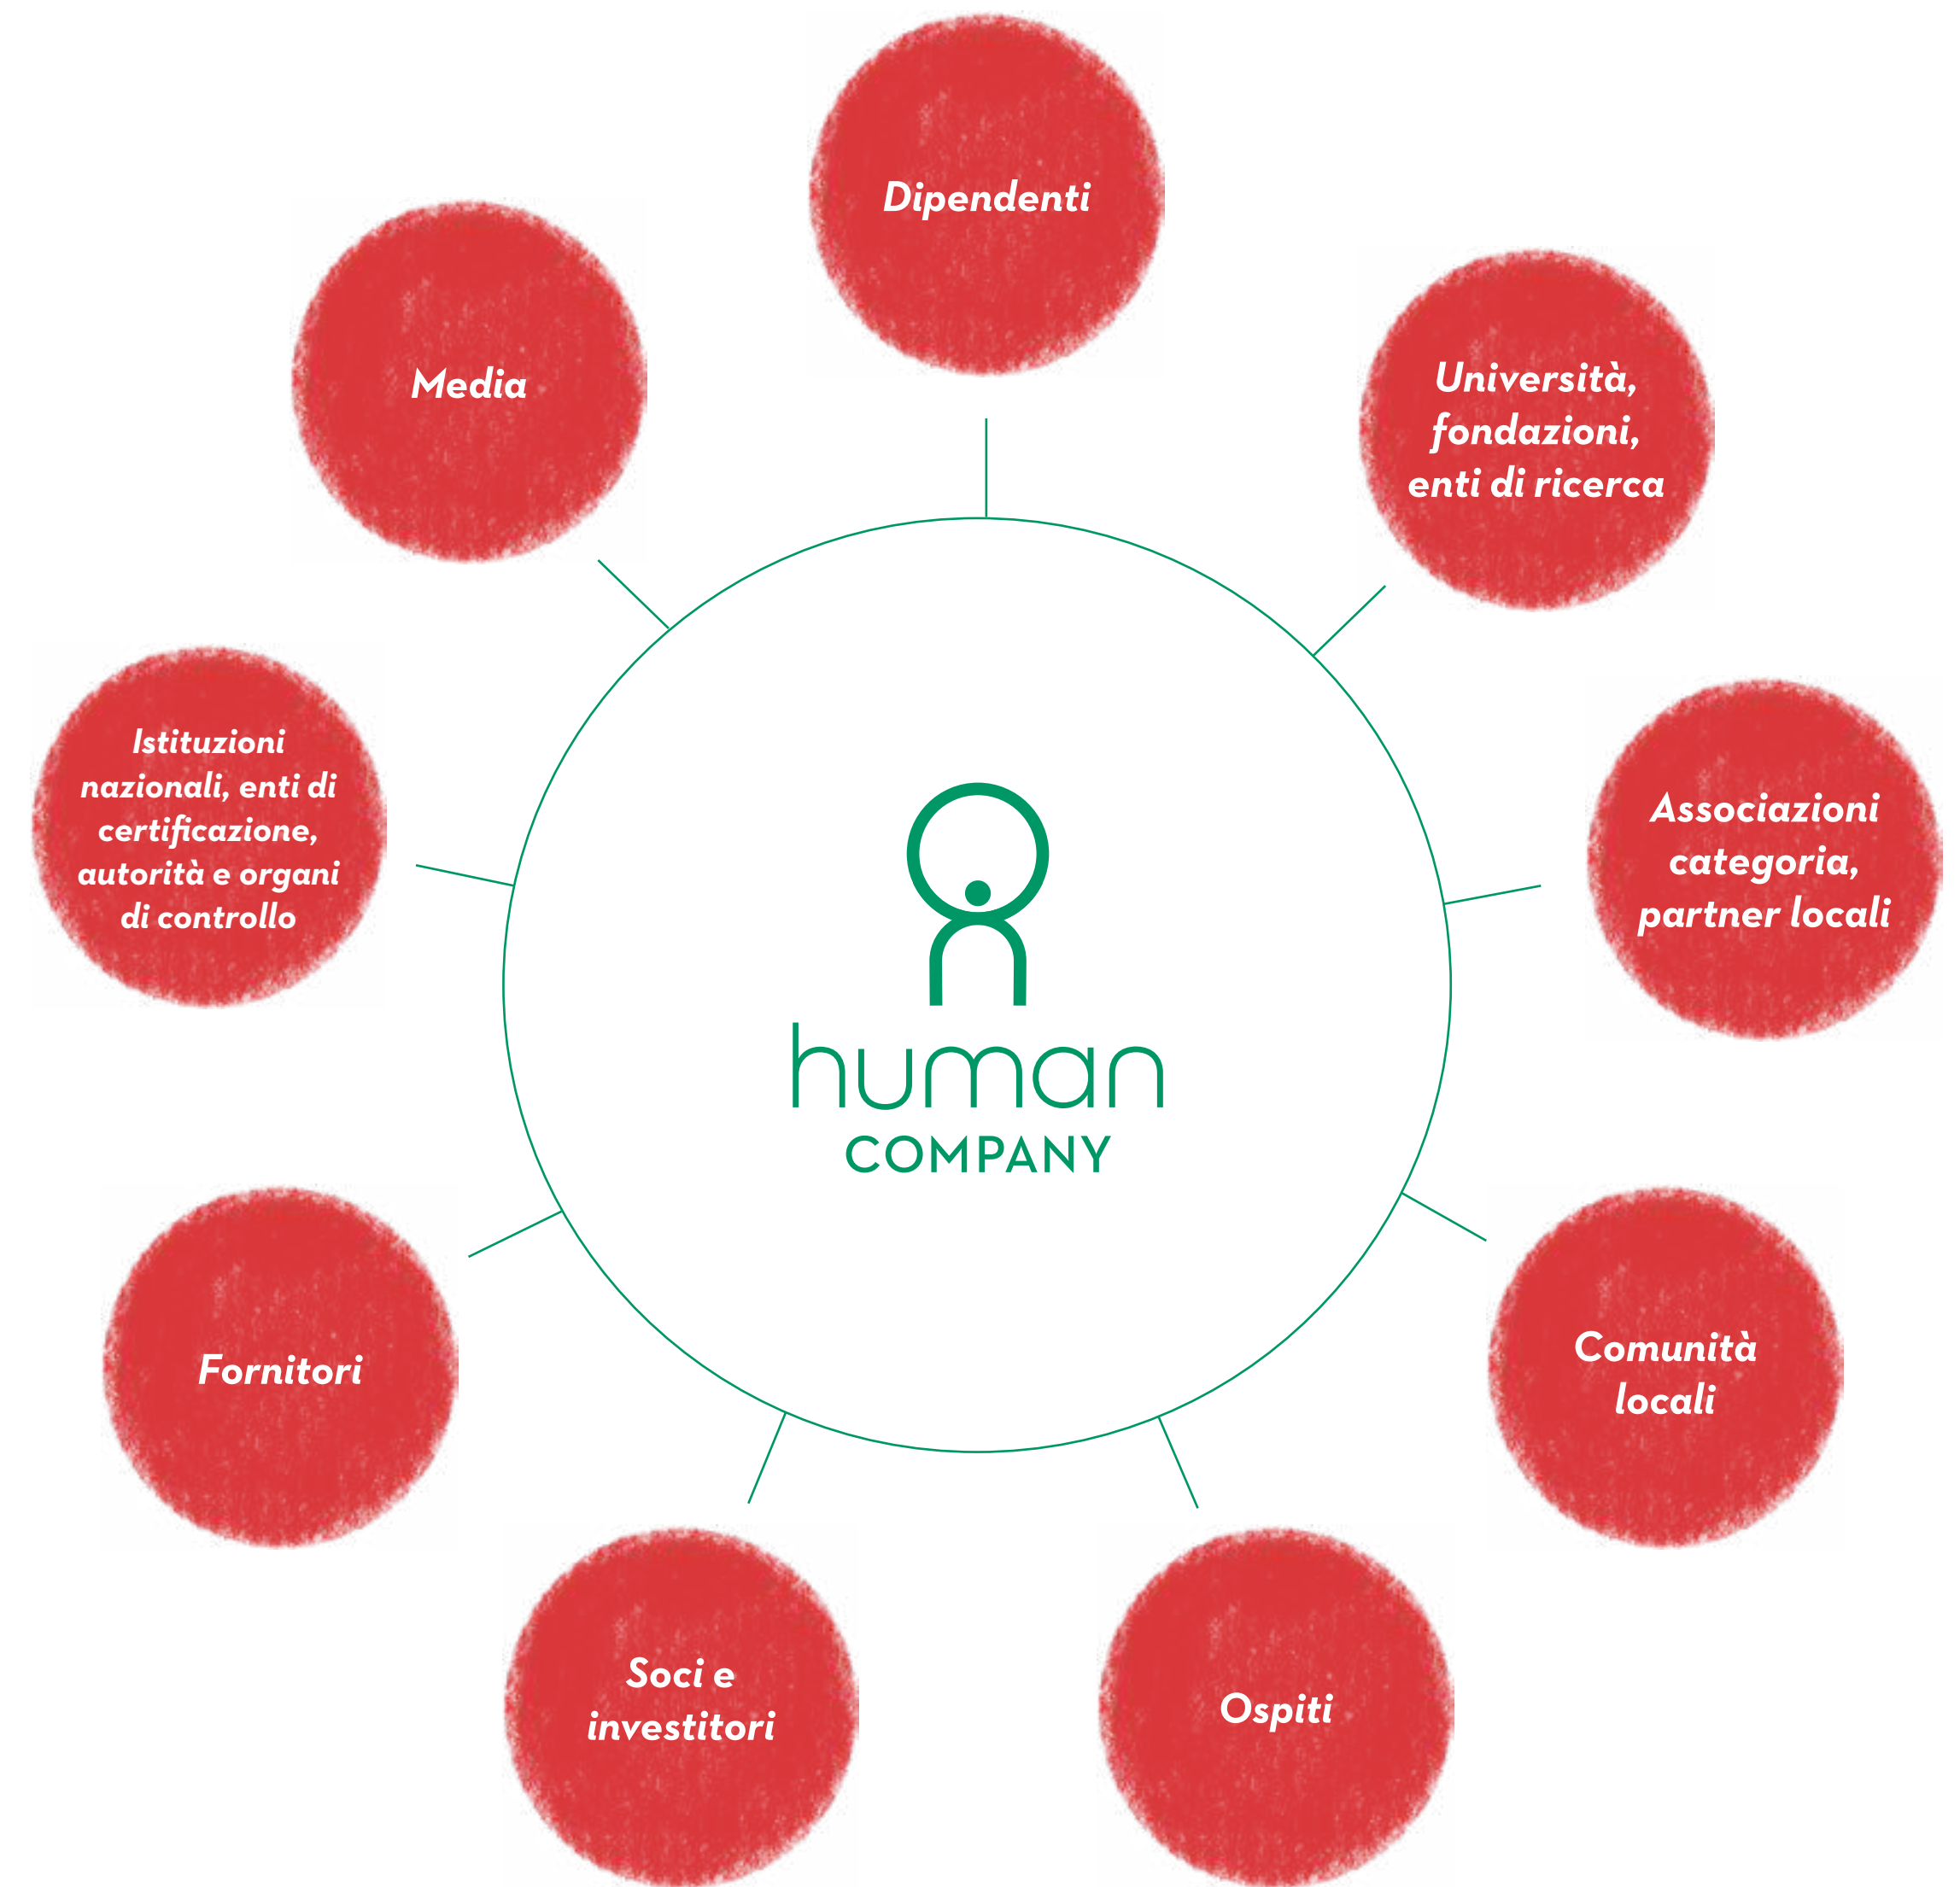 Dipendenti
Media
Università,
fondazioni,
enti di ricerca
Istituzioni
nazionali, enti di
certificazione,
autorità e organi
di controllo
Associazioni
categoria,
partner locali
human
COMPANY
Fornitori
Comunità
locali
Soci e
investitori
Ospiti